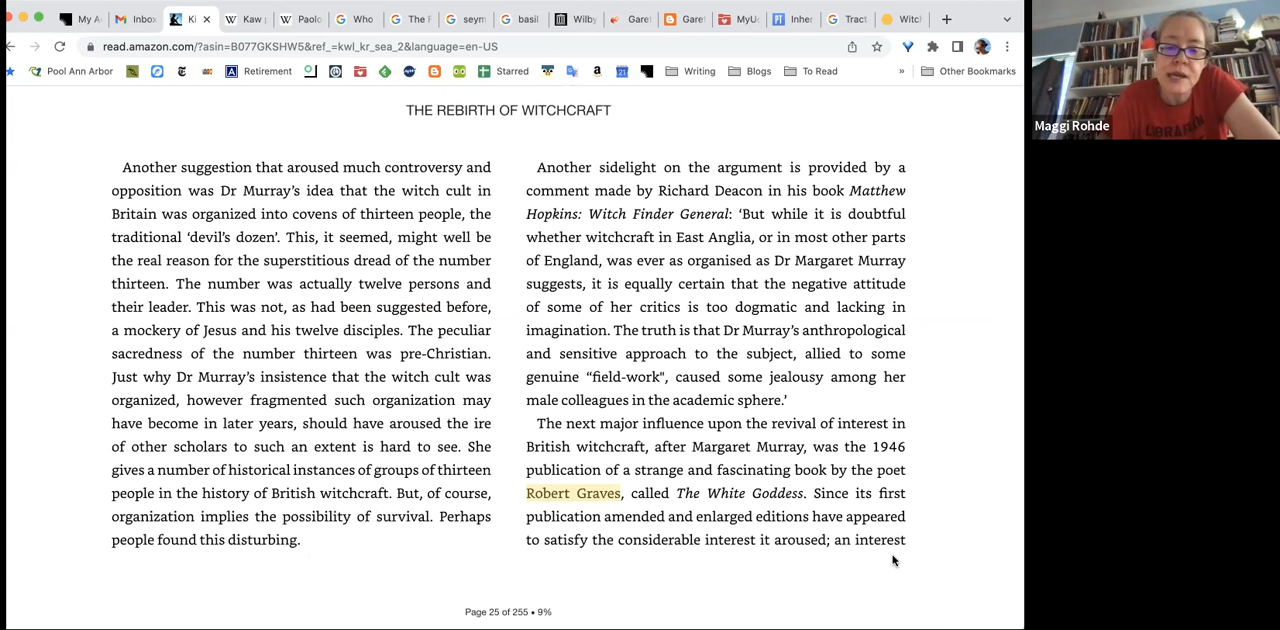 My A
Inbox
Ki
Kaw
Paolo
Who
The F
seym
basil
Wilby
Garet
Garet
MyU
Inher
Tract
Witch
read.amazon.com/?asin=B077GKSHW5&ref_=kwl_kr_sea_2&language=en-US
Pool Ann Arbor
Retirement
Starred
Writing
Blogs
To Read
»
Other Bookmarks
THE REBIRTH OF WITCHCRAFT
Another suggestion that aroused much controversy and
opposition was Dr Murray's idea that the witch cult in
Britain was organized into covens of thirteen people, the
traditional 'devil's dozen'. This, it seemed, might well be
the real reason for the superstitious dread of the number
thirteen. The number was actually twelve persons and
their leader. This was not, as had been suggested before,
a mockery of Jesus and his twelve disciples. The peculiar
sacredness of the number thirteen was pre-Christian.
Just why Dr Murray's insistence that the witch cult was
organized, however fragmented such organization may
have become in later years, should have aroused the ire
of other scholars to such an extent is hard to see. She
gives a number of historical instances of groups of thirteen
people in the history of British witchcraft. But, of course,
organization implies the possibility of survival. Perhaps
people found this disturbing.
Another sidelight on the argument is provided by a
comment made by Richard Deacon in his book Matthew
Hopkins: Witch Finder General: 'But while it is doubtful
whether witchcraft in East Anglia, or in most other parts
of England, was ever as organised as Dr Margaret Murray
suggests, it is equally certain that the negative attitude
of some of her critics is too dogmatic and lacking in
imagination. The truth is that Dr Murray's anthropological
and sensitive approach to the subject, allied to some
genuine "field-work", caused some jealousy among her
male colleagues in the academic sphere.'
The next major influence upon the revival of interest in
British witchcraft, after Margaret Murray, was the 1946
publication of a strange and fascinating book by the poet
Robert Graves, called The White Goddess. Since its first
publication amended and enlarged editions have appeared
to satisfy the considerable interest it aroused; an interest
Page 25 of 255 • 9%
Maggi Rohde